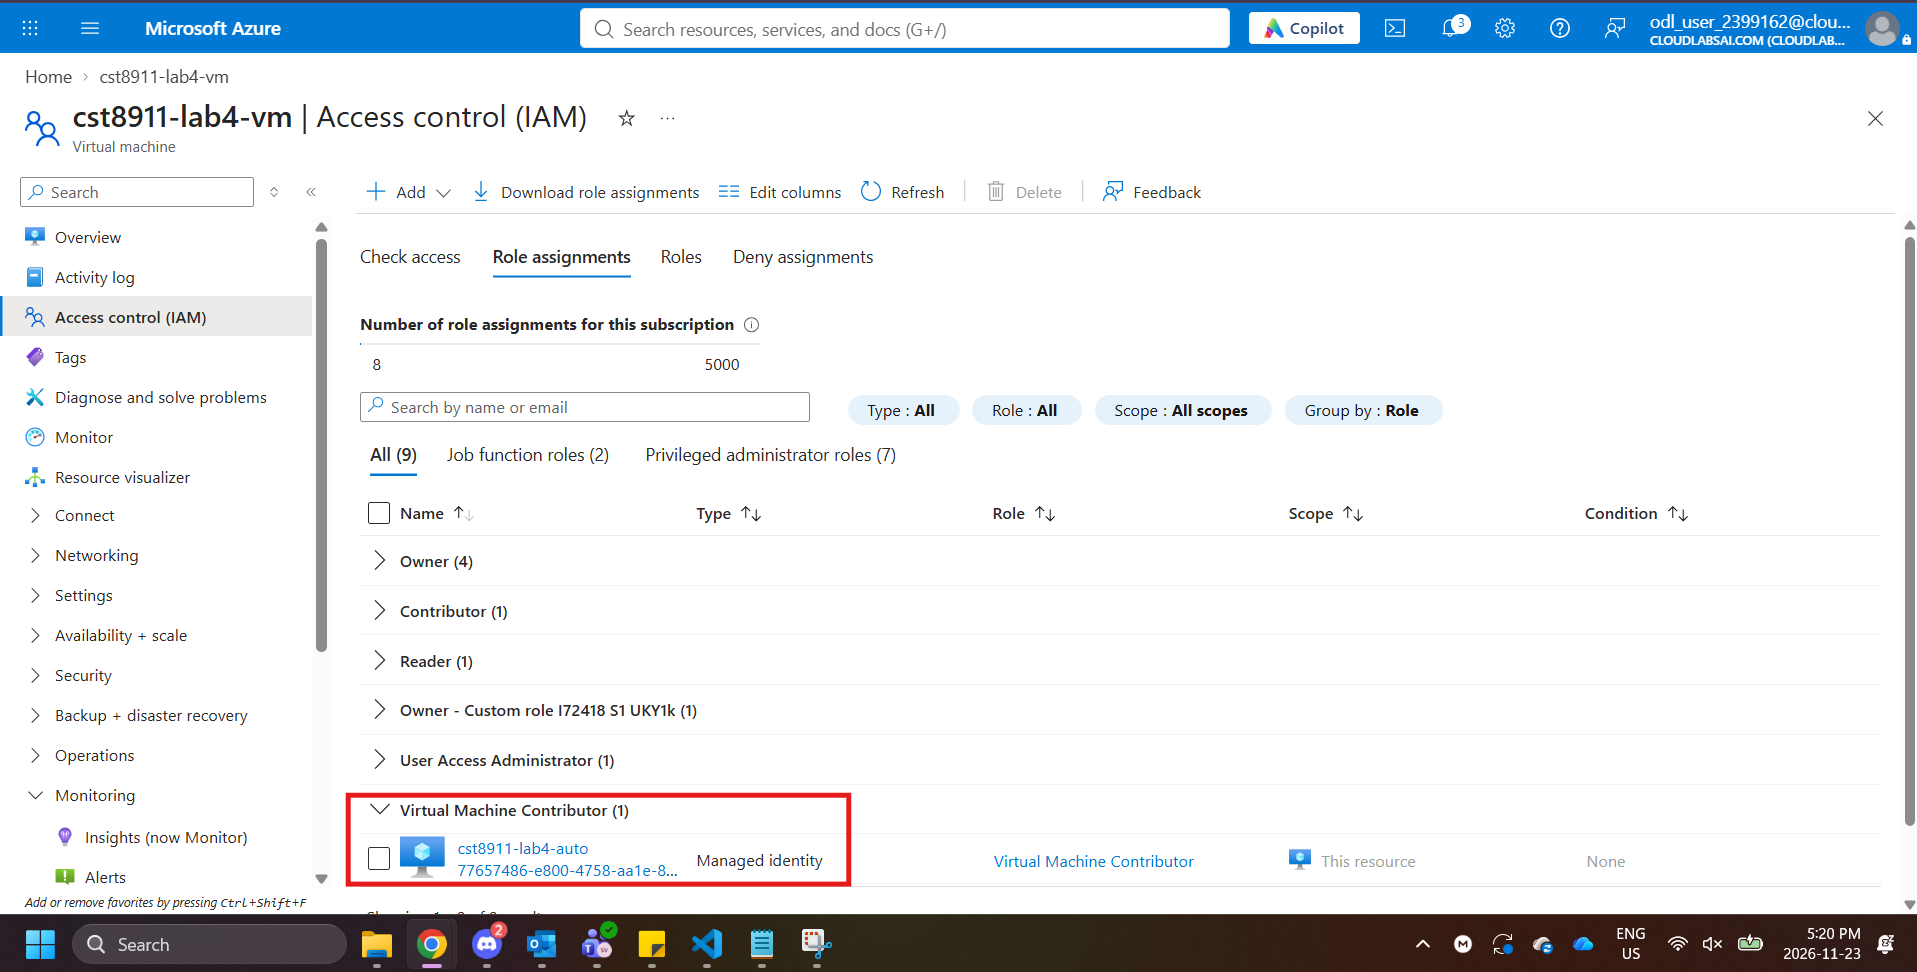 Microsoft Azure
Search resources, services, and docs (G+/)
Copilot
3
odl_user_2399162@clou...
CLOUDLABSAI.COM (CLOUDLAB...
Home > cst8911-lab4-vm
cst8911-lab4-vm | Access control (IAM)
Virtual machine
Search
Add
Download role assignments
Edit columns
Refresh
Delete
Feedback
Overview
Activity log
Access control (IAM)
Tags
Diagnose and solve problems
Monitor
Resource visualizer
Connect
Networking
Settings
Availability + scale
Security
Backup + disaster recovery
Operations
Monitoring
Insights (now Monitor)
Alerts
Add or remove favorites by pressing Ctrl+Shift+F
Check access
Role assignments
Roles
Deny assignments
Number of role assignments for this subscription
8
5000
Search by name or email
Type : All
Role : All
Scope : All scopes
Group by : Role
All (9)
Job function roles (2)
Privileged administrator roles (7)
Name
Type
Role
Scope
Condition
Owner (4)
Contributor (1)
Reader (1)
Owner - Custom role I72418 S1 UKY1k (1)
User Access Administrator (1)
Virtual Machine Contributor (1)
cst8911-lab4-auto
77657486-e800-4758-aa1e-8...
Managed identity
Virtual Machine Contributor
This resource
None
Search
2
ENG
US
5:20 PM
2026-11-23